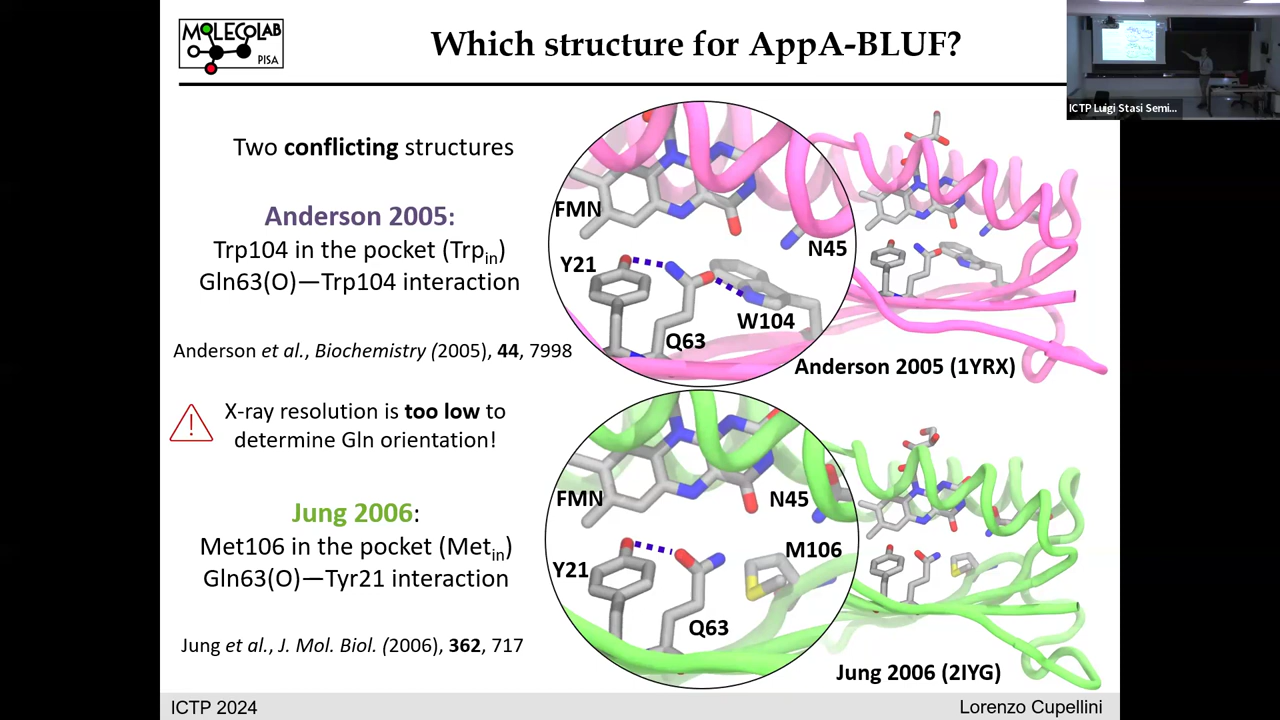 MOLECOLAB
PISA
Which structure for AppA-BLUF?
ICTP Luigi Stasi Semi...
Two conflicting structures
Anderson 2005:
Trp104 in the pocket (Trpin)
Gln63(O)—Trp104 interaction
Anderson et al., Biochemistry (2005), 44, 7998
X-ray resolution is too low to
determine Gln orientation!
Jung 2006:
Met106 in the pocket (Metin)
Gln63(O)—Tyr21 interaction
Jung et al., J. Mol. Biol. (2006), 362, 717
FMN
N45
Y21
W104
Q63
Anderson 2005 (1YRX)
FMN
N45
M106
Y21
Q63
Jung 2006 (2IYG)
ICTP 2024
Lorenzo Cupellini